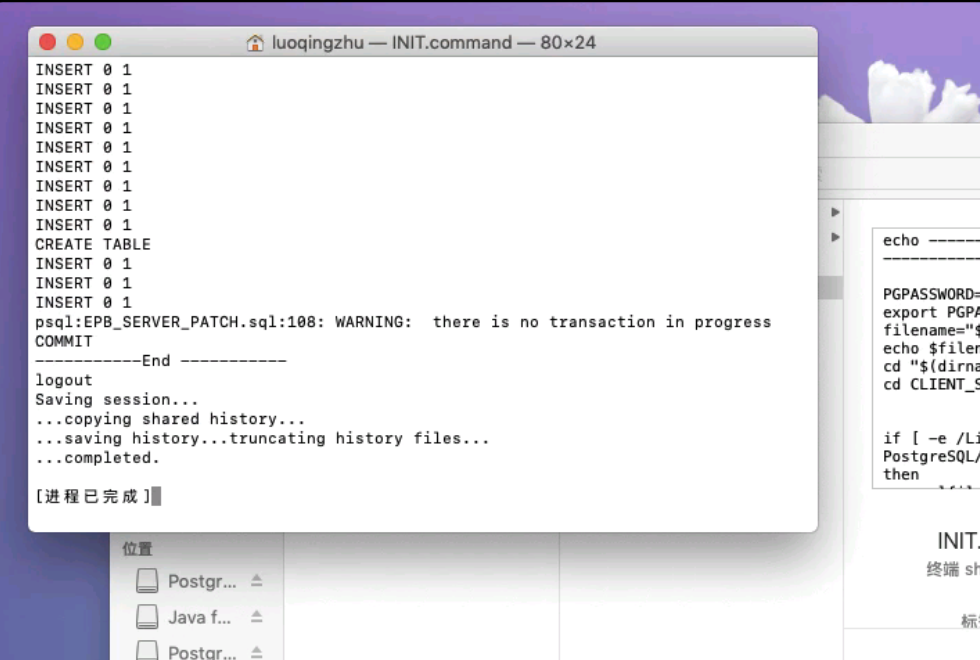 luoqingzhu — INIT.command — 80×24
INSERT 0 1
INSERT 0 1
INSERT 0 1
INSERT 0 1
INSERT 0 1
INSERT 0 1
INSERT 0 1
INSERT 0 1
INSERT 0 1
CREATE TABLE
INSERT 0 1
INSERT 0 1
INSERT 0 1
psql:EPB_SERVER_PATCH.sql:108: WARNING:  there is no transaction in progress
COMMIT
-----------End -----------
logout
Saving session...
...copying shared history...
...saving history...truncating history files...
...completed.
[进程已完成]
echo ------
-----------
PGPASSWORD=
export PGPA
filename="$
echo $filen
cd "$(dirna
cd CLIENT_S
if [ -e /Li
PostgreSQL/
then
INIT.
终端 sh
标
位置
Postgr...
Java f...
Postgr...